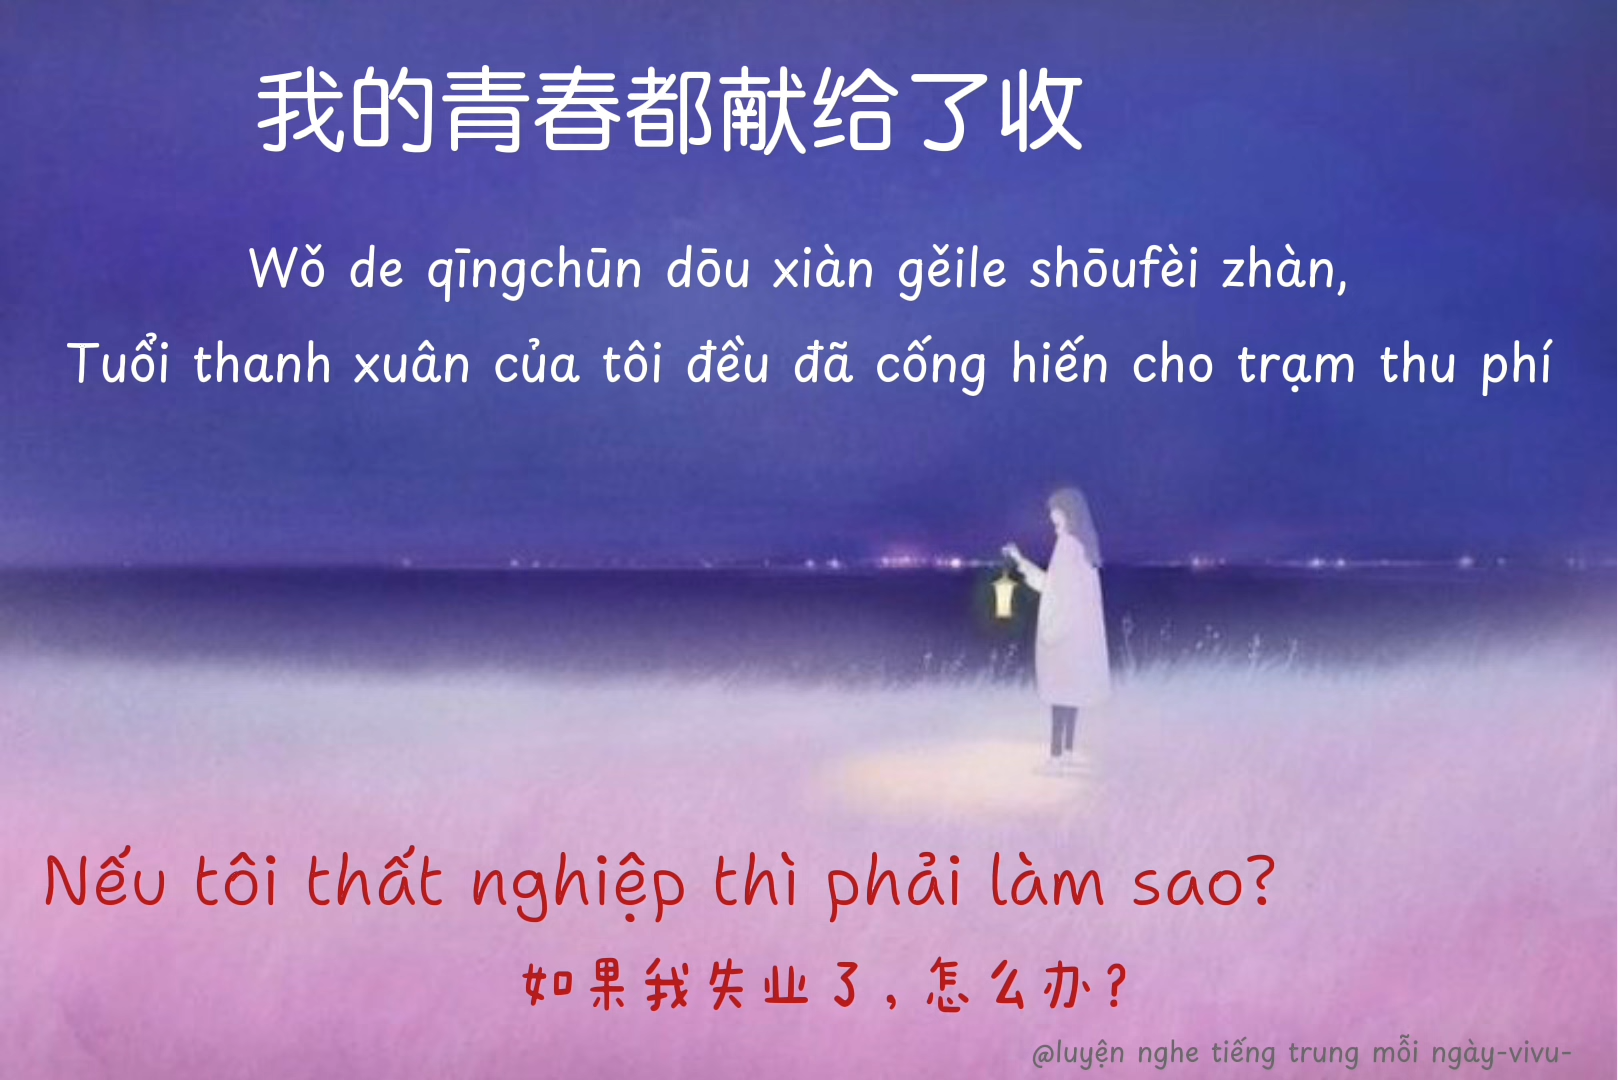 我的青春都献给了收
Wǒ de qīngchūn dōu xiàn gěile shōufèi zhàn,
Tuổi thanh xuân của tôi đều đã cống hiến cho trạm thu phí
Nếu tôi thất nghiệp thì phải làm sao?
如果我失业了,怎么办?
@luyện nghe tiếng trung mỗi ngày-vivu-